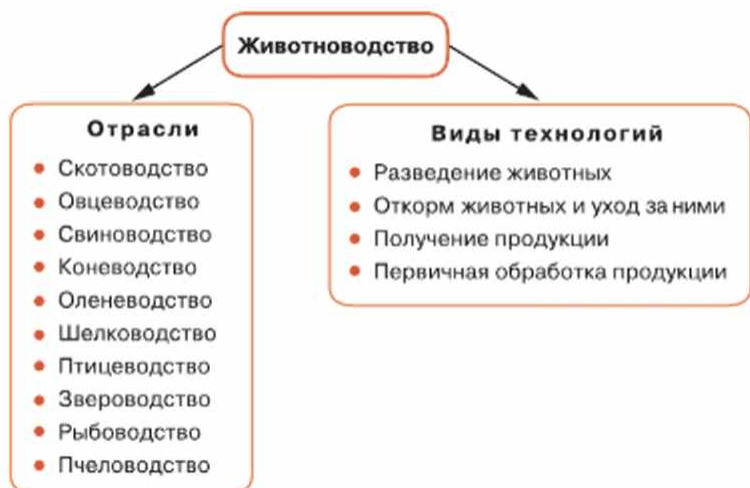 Животноводство
Отрасли
Скотоводство
Овцеводство
Свиноводство
Коневодство
Оленеводство
Шелководство
Птицеводство
Звероводство
Рыбоводство
Пчеловодство
Виды технологий
Разведение животных
Откорм животных и уход за ними
Получение продукции
Первичная обработка продукции